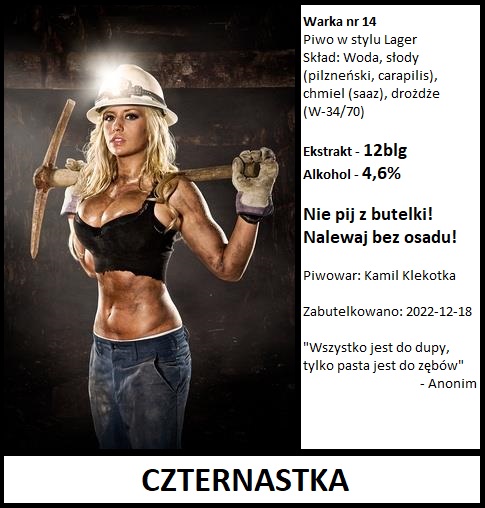 Warka nr 14
Piwo w stylu Lager
Skład: Woda, słody
(pilzneński, carapilis),
chmiel (saaz), drożdże
(W-34/70)
Ekstrakt - 12blg
Alkohol - 4,6%
Nie pij z butelki!
Nalewaj bez osadu!
Piwowar: Kamil Klekotka
Zabutelkowano: 2022-12-18
"Wszystko jest do dupy,
tylko pasta jest do zębów"
- Anonim
CZTERNASTKA